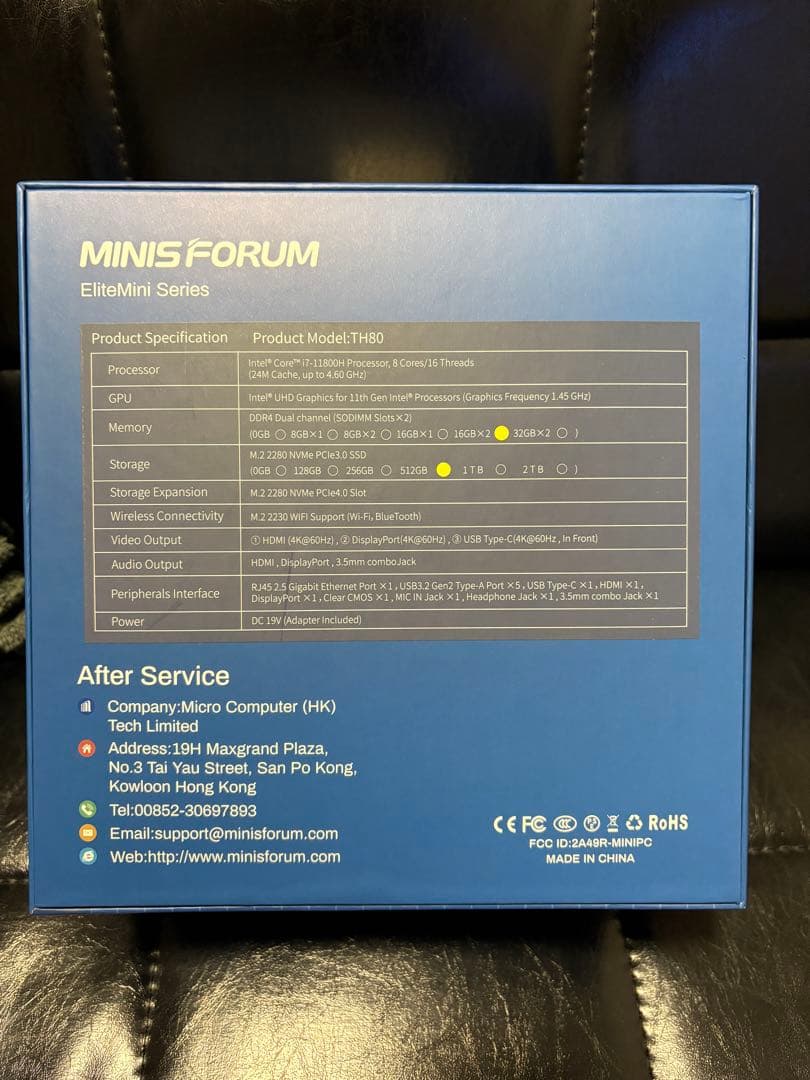 MINISFORUM
EliteMini Series
Product Specification Product Model:TH80
Processor
Intel® Core™ i7-11800H Processor, 8 Cores/16 Threads
(24M Cache, up to 4.60 GHz)
GPU
Intel® UHD Graphics for 11th Gen Intel® Processors (Graphics Frequency 1.45 GHz)
Memory
DDR4 Dual channel (SODIMM Slots×2)
(0GB ○ 8GB×1 ○ 8GB×2 ○ 16GB×1 ○ 16GB×2 ● 32GB×2 ○ )
Storage
M.2 2280 NVMe PCIe3.0 SSD
(0GB ○ 128GB ○ 256GB ○ 512GB ● 1TB ○ 2TB ○ )
Storage Expansion
M.2 2280 NVMe PCIe4.0 Slot
Wireless Connectivity
M.2 2230 WIFI Support (Wi-Fi, BlueTooth)
Video Output
① HDMI (4K@60Hz) , ② DisplayPort(4K@60Hz) , ③ USB Type-C(4K@60Hz , In Front)
Audio Output
HDMI , DisplayPort , 3.5mm comboJack
Peripherals Interface
RJ45 2.5 Gigabit Ethernet Port ×1 , USB3.2 Gen2 Type-A Port ×5 , USB Type-C ×1 , HDMI ×1 ,
DisplayPort ×1 , Clear CMOS ×1 , MIC IN Jack ×1 , Headphone Jack ×1 , 3.5mm combo Jack ×1
Power
DC 19V (Adapter Included)
After Service
Company:Micro Computer (HK)
Tech Limited
Address:19H Maxgrand Plaza,
No.3 Tai Yau Street, San Po Kong,
Kowloon Hong Kong
Tel:00852-30697893
Email:support@minisforum.com
Web:http://www.minisforum.com
CE FC CCC RoHS
FCC ID:2A49R-MINIPC
MADE IN CHINA